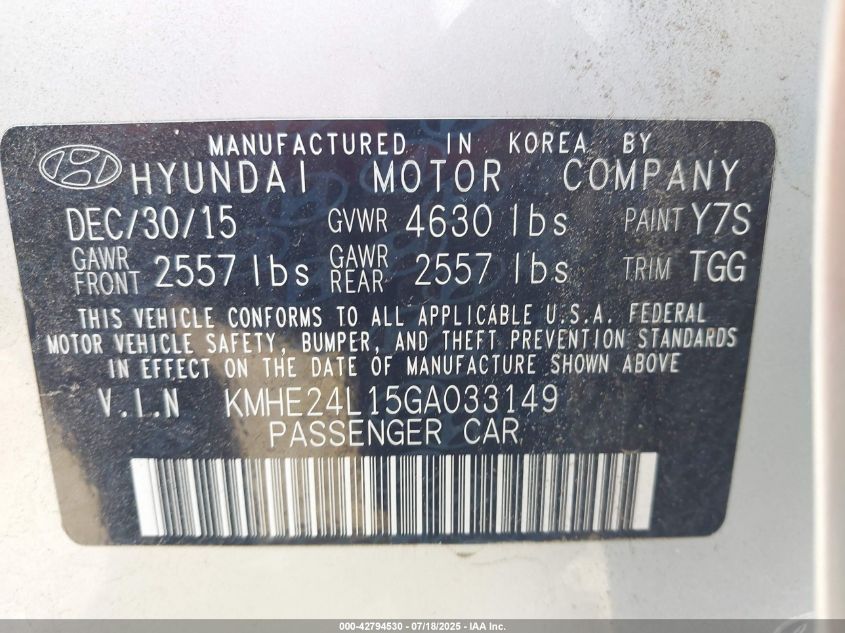 MANUFACTURED IN KOREA BY
HYUNDAI MOTOR COMPANY
DEC/30/15 GVWR 4630 lbs PAINT Y7S
GAWR FRONT 2557 lbs GAWR REAR 2557 lbs TRIM TGG
THIS VEHICLE CONFORMS TO ALL APPLICABLE U.S.A. FEDERAL
MOTOR VEHICLE SAFETY, BUMPER, AND THEFT PREVENTION STANDARDS
IN EFFECT ON THE DATE OF MANUFACTURE SHOWN ABOVE
V.I.N KMHE24L15GA033149
PASSENGER CAR
000-42794530 - 07/18/2025 - IAA Inc.